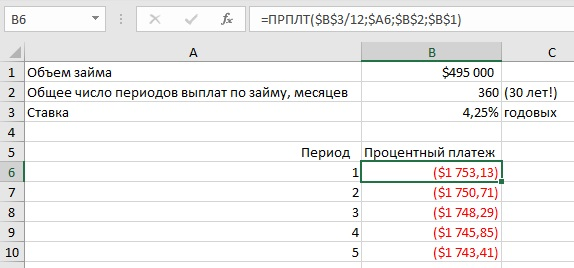 B6 fx =ПРПЛТ($B$3/12;$A6;$B$2;$B$1)
A B C
1 Объем займа $495 000
2 Общее число периодов выплат по займу, месяцев 360 (30 лет!)
3 Ставка 4,25% годовых
4
5 Период Процентный платеж
6 1 ($1 753,13)
7 2 ($1 750,71)
8 3 ($1 748,29)
9 4 ($1 745,85)
10 5 ($1 743,41)